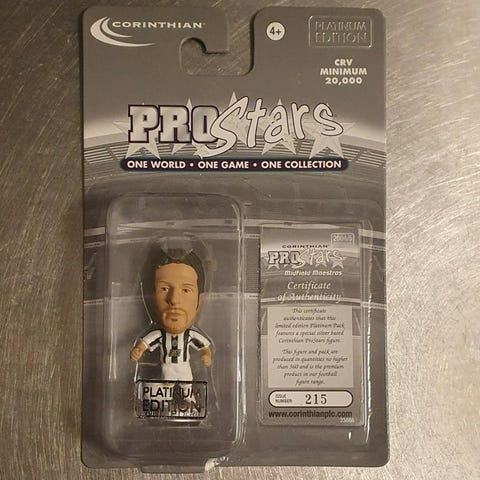 CORINTHIAN
4+
PLATINUM
EDITION
CRV
MINIMUM
20,000
PROStars
ONE WORLD • ONE GAME • ONE COLLECTION
CORINTHIAN
PROStars
Midfield Maestros
Certificate
of Authenticity
This certificate
authenticates that this
limited edition Platinum Pack
features a special silver based
Corinthian ProStars figure.
This figure and pack are
produced in quantities no higher
than 360 and is the premium
product in our football
figure range.
ISSUE
NUMBER
215
www.corinthianplc.com
PLATINUM
EDITION